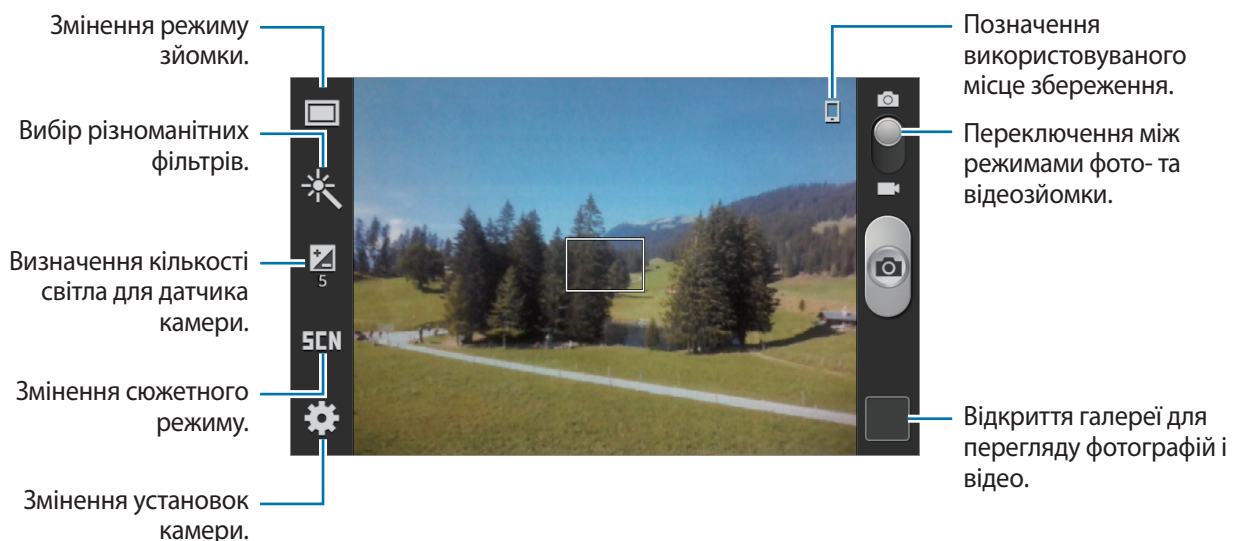 Змінення режиму
зйомки.
Вибір різноманітних
фільтрів.
Визначення кількості
світла для датчика
камери.
Змінення сюжетного
режиму.
Змінення установок
камери.
5
SCN
Позначення
використовуваного
місце збереження.
Переключення між
режимами фото- та
відеозйомки.
Відкриття галереї для
перегляду фотографій і
відео.